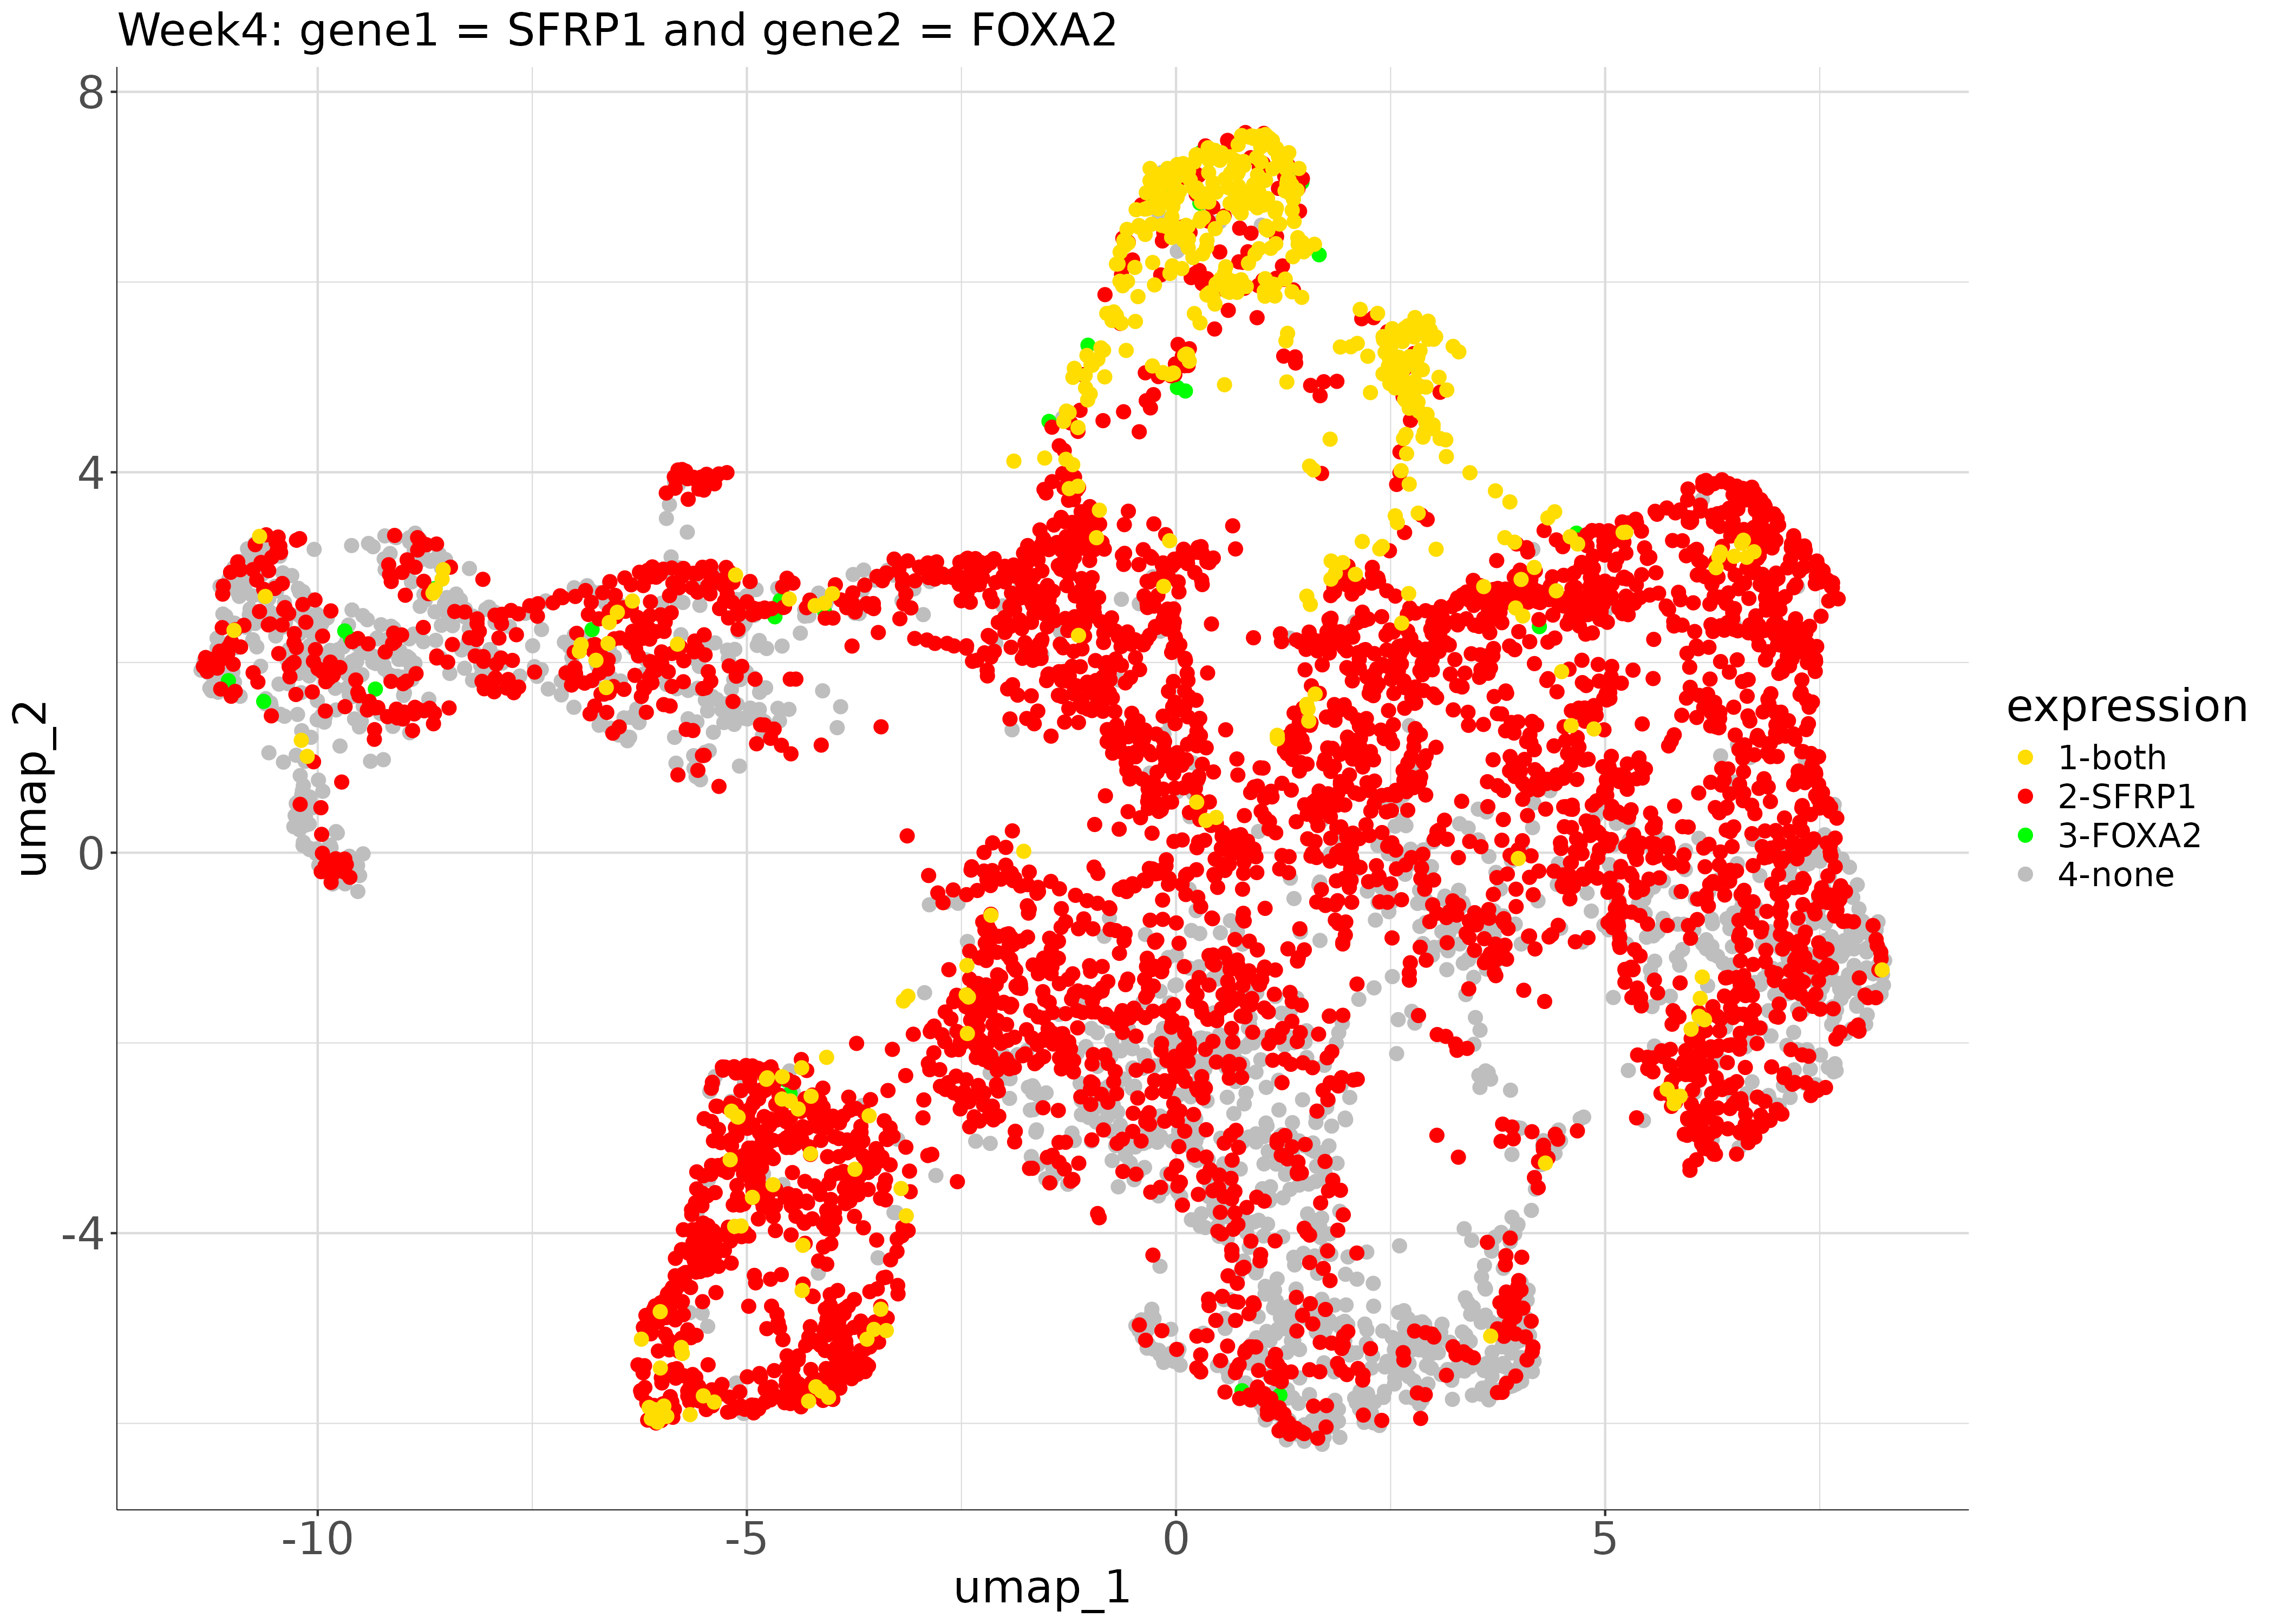 Week4: gene1 = SFRP1 and gene2 = FOXA2
8
4
0
-4
umap_2
-10
-5
0
5
umap_1
expression
1-both
2-SFRP1
3-FOXA2
4-none